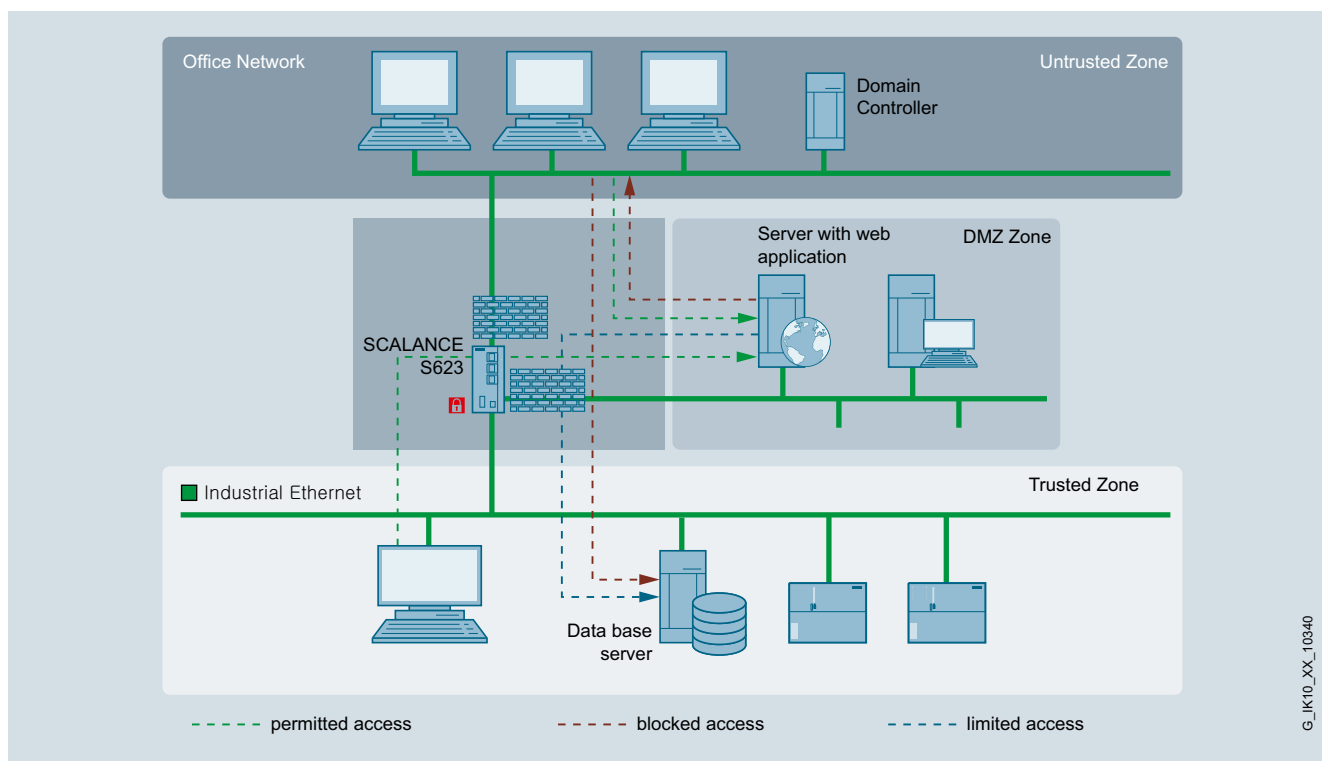 Office Network
Untrusted Zone
Domain
Controller
Server with web
application
DMZ Zone
SCALANCE
S623
Industrial Ethernet
Trusted Zone
Data base
server
permitted access
blocked access
limited access
G_IK10_XX_10340